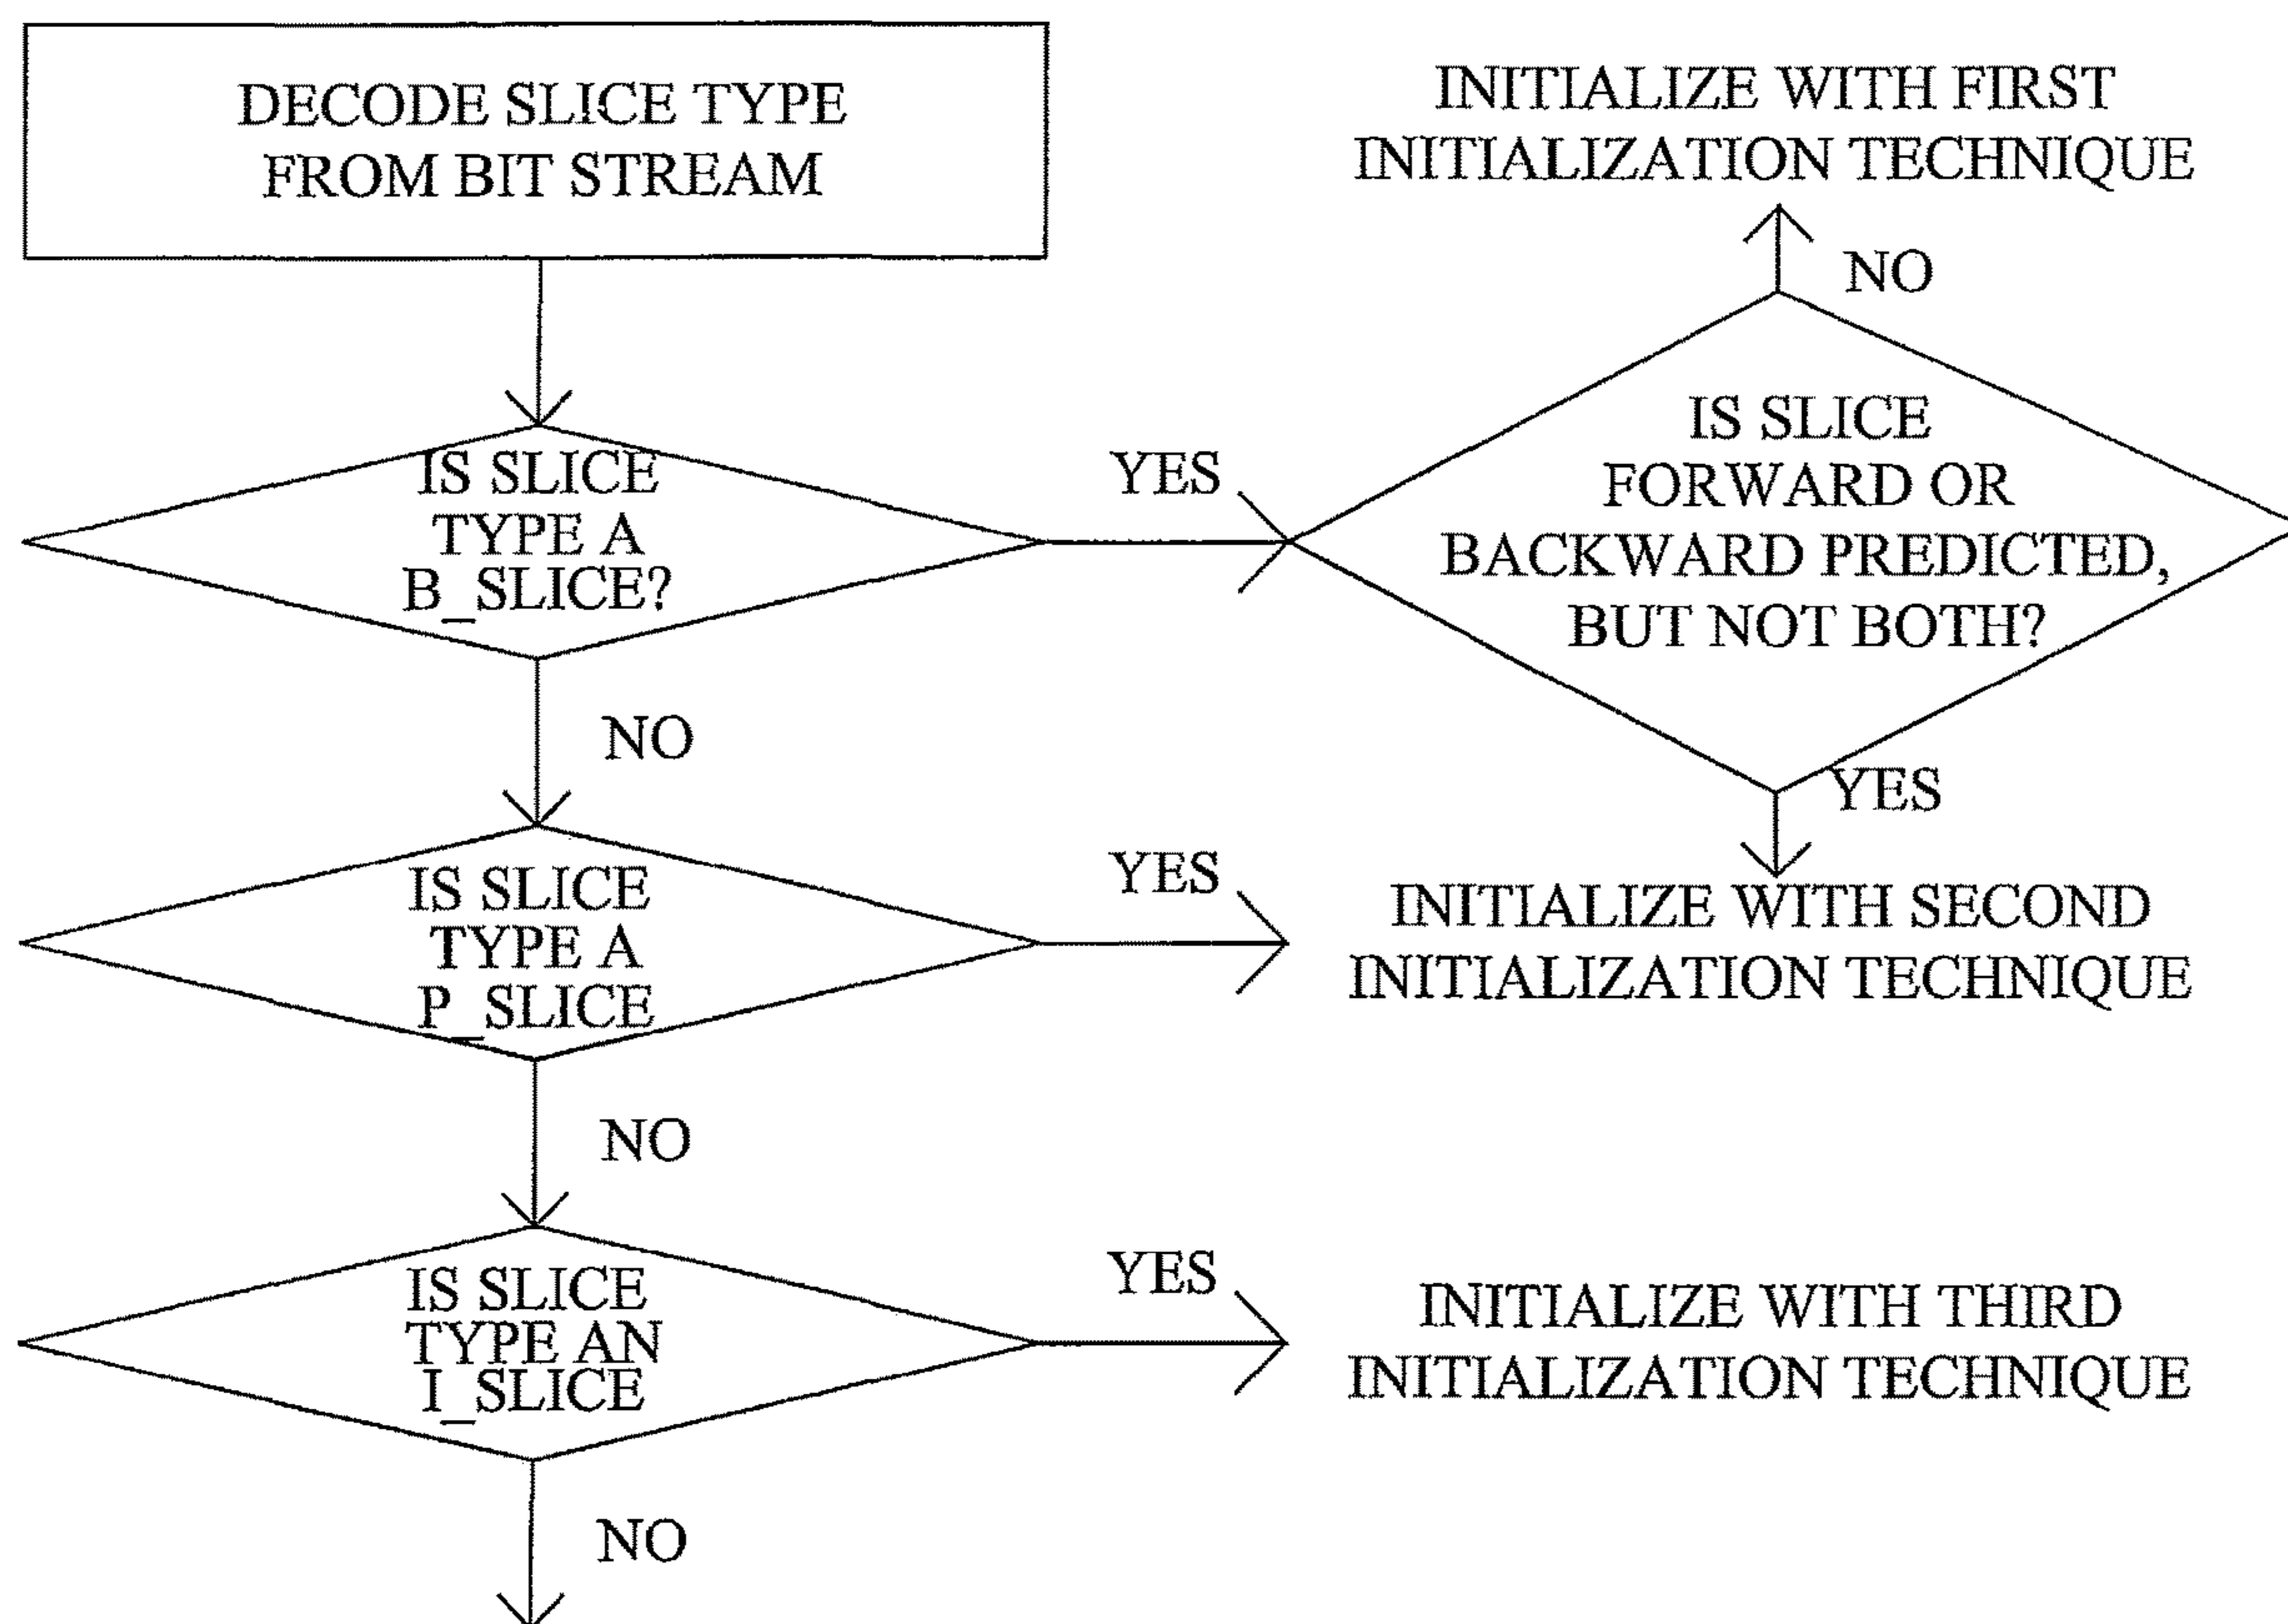 DECODE SLICE TYPE
FROM BIT STREAM
IS SLICE
TYPE A
B_SLICE?
YES
IS SLICE
FORWARD OR
BACKWARD PREDICTED,
BUT NOT BOTH?
NO
INITIALIZE WITH FIRST
INITIALIZATION TECHNIQUE
YES
NO
IS SLICE
TYPE A
P_SLICE
YES
INITIALIZE WITH SECOND
INITIALIZATION TECHNIQUE
NO
IS SLICE
TYPE AN
I_SLICE
YES
INITIALIZE WITH THIRD
INITIALIZATION TECHNIQUE
NO